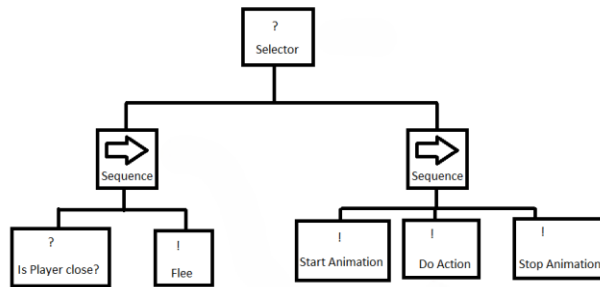 ?
Selector
Sequence
Sequence
?
Is Player close?
!
Flee
!
Start Animation
!
Do Action
!
Stop Animation